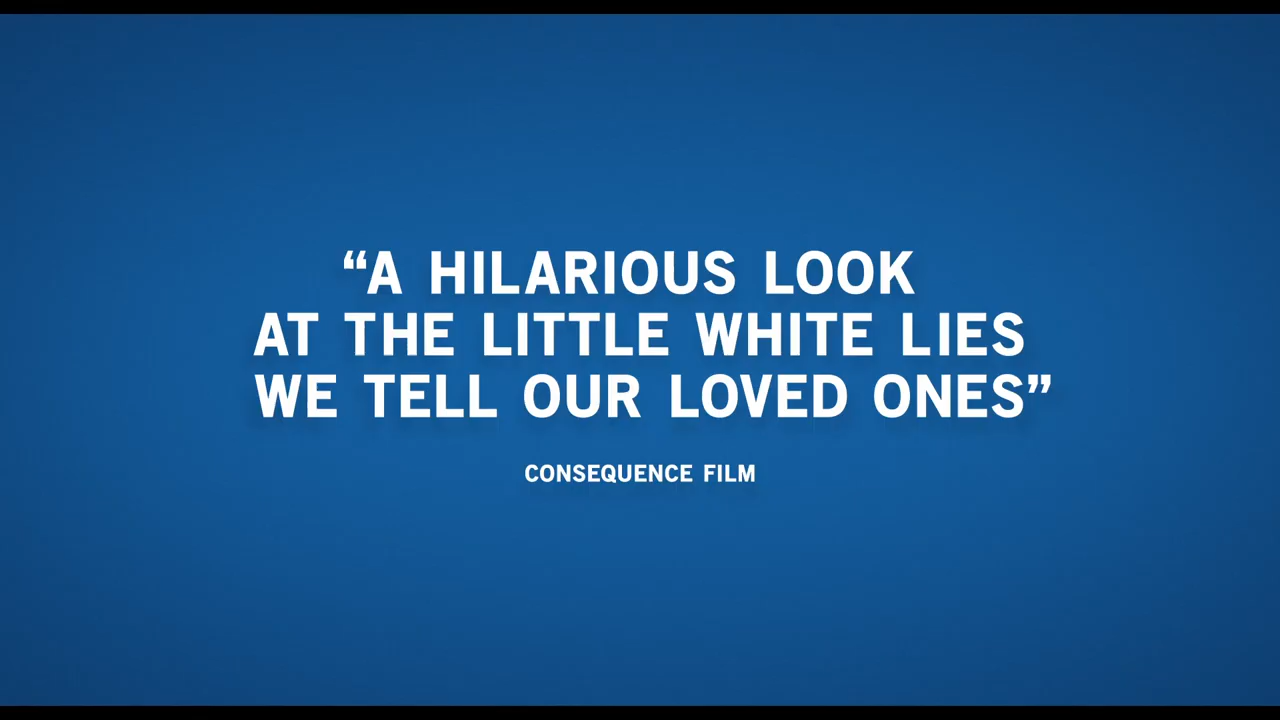 “A HILARIOUS LOOK
AT THE LITTLE WHITE LIES
WE TELL OUR LOVED ONES”
CONSEQUENCE FILM